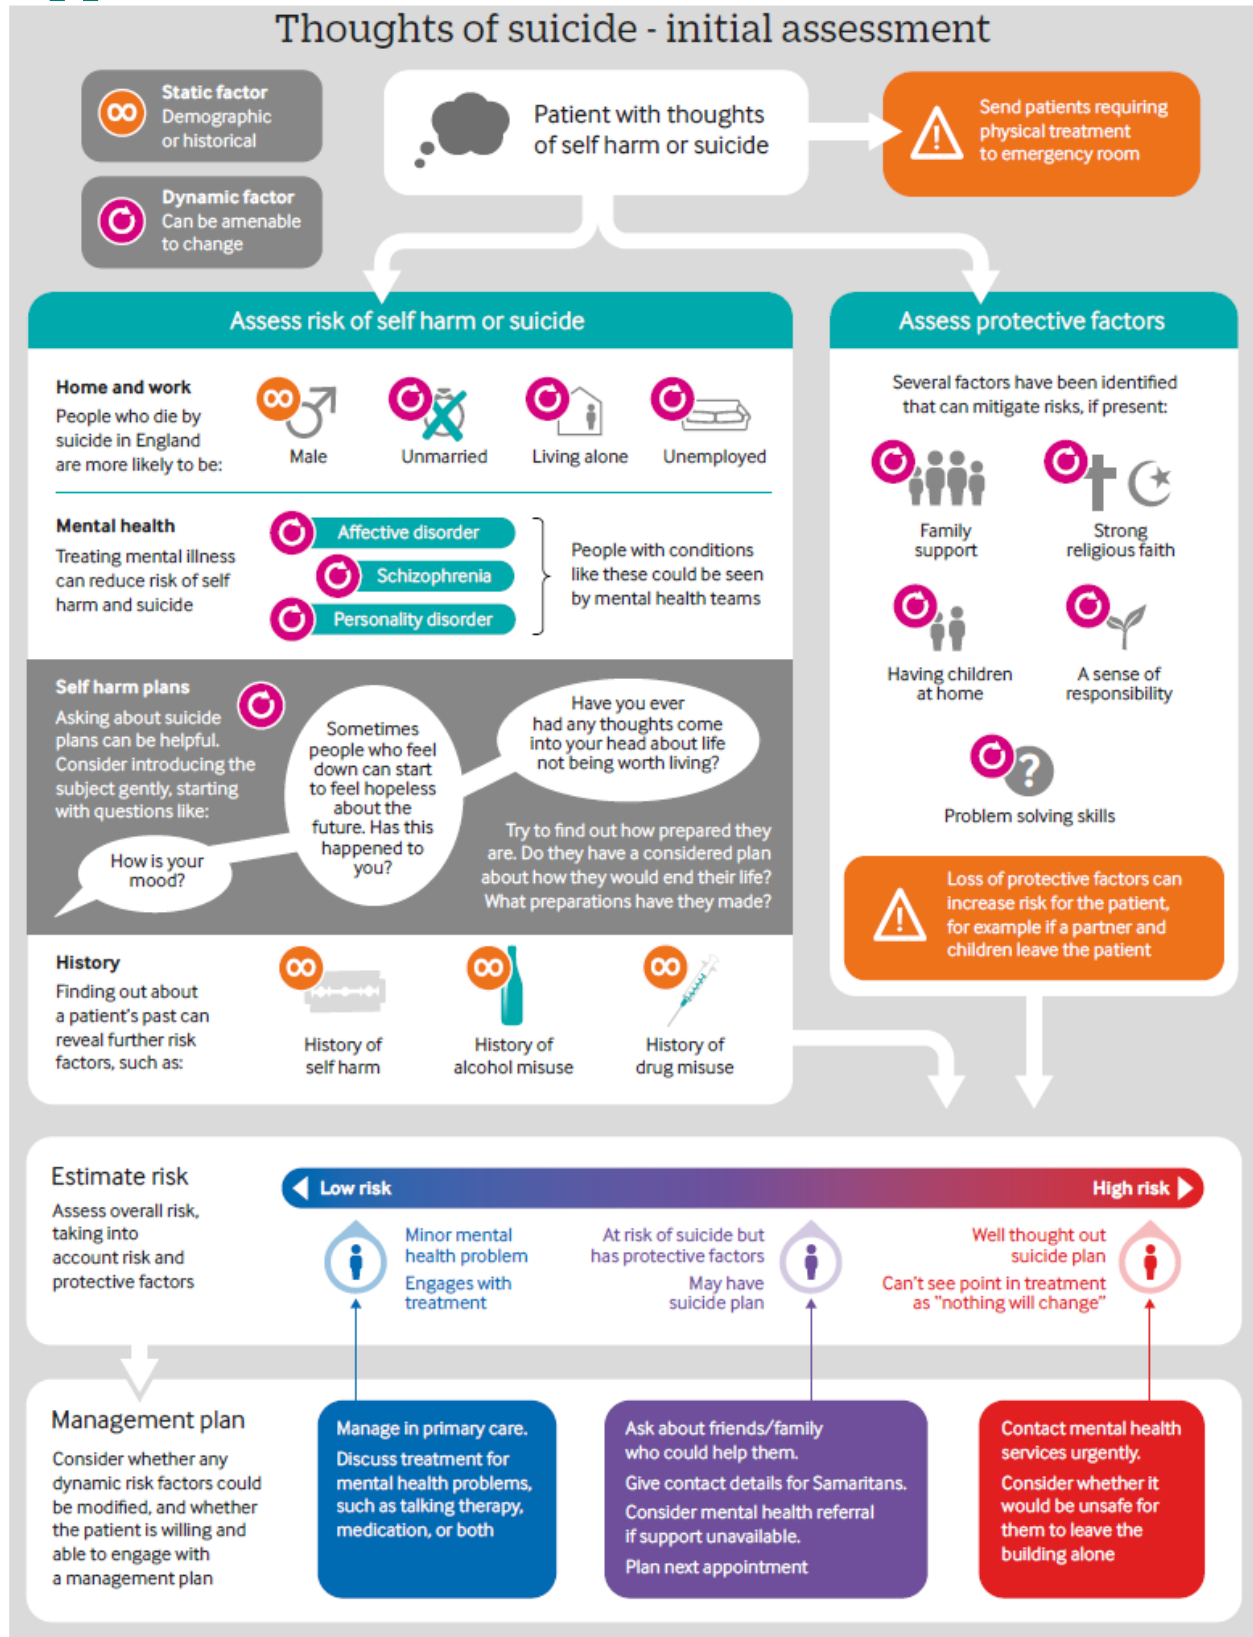 Thoughts of suicide - initial assessment
Static factor
Demographic
or historical
Dynamic factor
Can be amenable
to change
Patient with thoughts
of self harm or suicide
Send patients requiring
physical treatment
to emergency room
Assess risk of self harm or suicide
Home and work
People who die by
suicide in England
are more likely to be:
Male
Unmarried
Living alone
Unemployed
Mental health
Treating mental illness
can reduce risk of self
harm and suicide
Affective disorder
Schizophrenia
Personality disorder
People with conditions
like these could be seen
by mental health teams
Self harm plans
Asking about suicide
plans can be helpful.
Consider introducing the
subject gently, starting
with questions like:
How is your
mood?
Sometimes
people who feel
down can start
to feel hopeless
about the
future. Has this
happened to
you?
Have you ever
had any thoughts come
into your head about life
not being worth living?
Try to find out how prepared they
are. Do they have a considered plan
about how they would end their life?
What preparations have they made?
History
Finding out about
a patient's past can
reveal further risk
factors, such as:
History of
self harm
History of
alcohol misuse
History of
drug misuse
Assess protective factors
Several factors have been identified
that can mitigate risks, if present:
Family
support
Strong
religious faith
Having children
at home
A sense of
responsibility
?
Problem solving skills
Loss of protective factors can
increase risk for the patient,
for example if a partner and
children leave the patient
Estimate risk
Assess overall risk,
taking into
account risk and
protective factors
Low risk
High risk
Minor mental
health problem
Engages with
treatment
At risk of suicide but
has protective factors
May have
suicide plan
Well thought out
suicide plan
Can't see point in treatment
as "nothing will change"
Management plan
Consider whether any
dynamic risk factors could
be modified, and whether
the patient is willing and
able to engage with
a management plan
Manage in primary care.
Discuss treatment for
mental health problems,
such as talking therapy,
medication, or both
Ask about friends/family
who could help them.
Give contact details for Samaritans.
Consider mental health referral
if support unavailable.
Plan next appointment
Contact mental health
services urgently.
Consider whether it
would be unsafe for
them to leave the
building alone